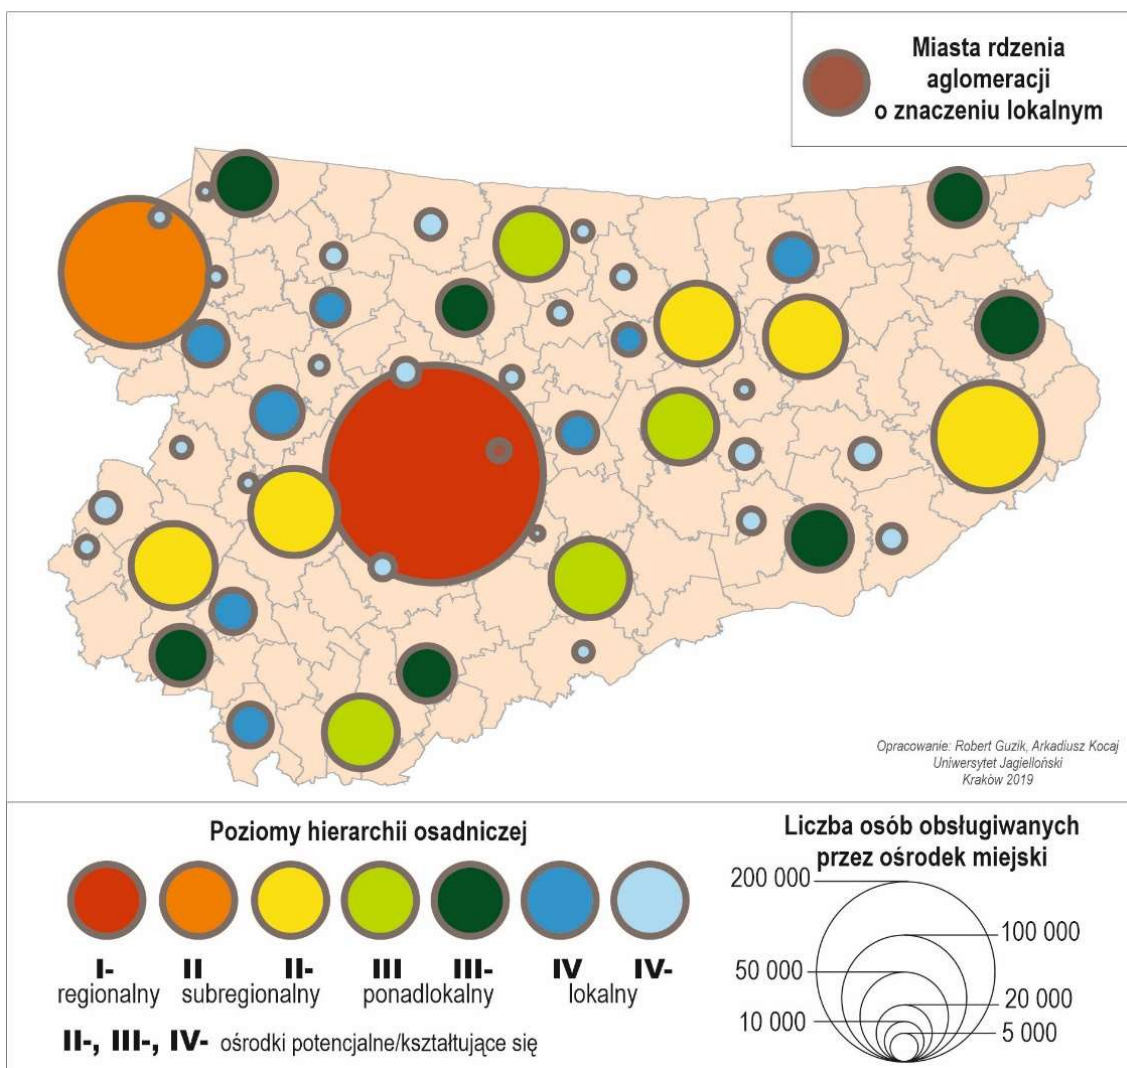 Miasta rdzenia
aglomeracji
o znaczeniu lokalnym
Opracowanie: Robert Guzik, Arkadiusz Kocaj
Uniwersytet Jagielloński
Kraków 2019
Poziomy hierarchii osadniczej
I- II II- III III- IV IV-
regionalny subregionalny ponadlokalny lokalny
II-, III-, IV- ośrodki potencjalne/kształtujące się
Liczba osób obsługiwanych
przez ośrodek miejski
200 000
100 000
50 000
20 000
10 000
5 000